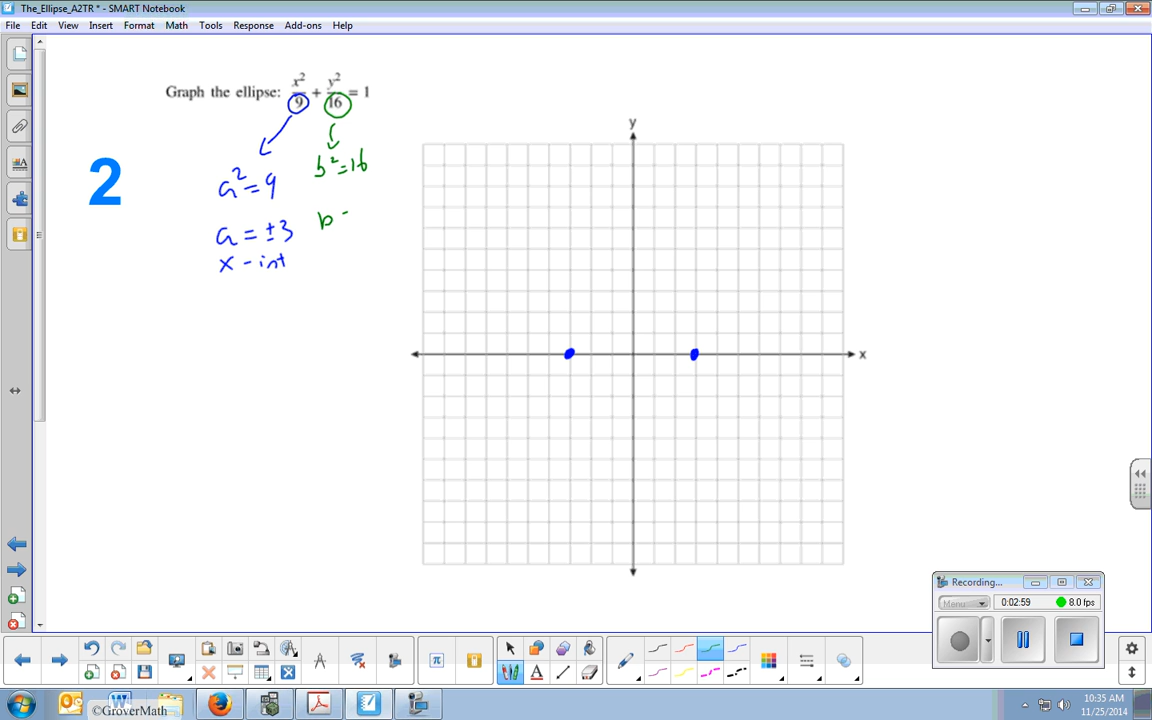 The_Ellipse_A2TR * - SMART Notebook
File Edit View Insert Format Math Tools Response Add-ons Help
Graph the ellipse: x²/9 + y²/16 = 1
2
a² = 9
b² = 16
a = ±3
b -
x - int
y
x
Recording...
Menu
0:02:59
8.0 fps
π
A
A
©GroverMath
10:35 AM
11/25/2014